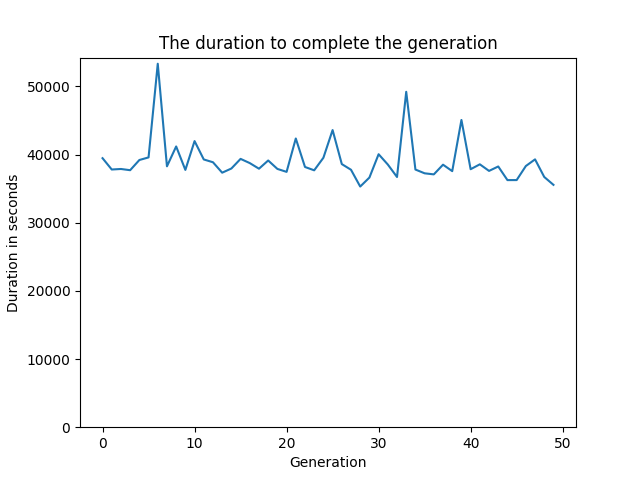 The duration to complete the generation
Duration in seconds
50000
40000
30000
20000
10000
0
0 10 20 30 40 50
Generation